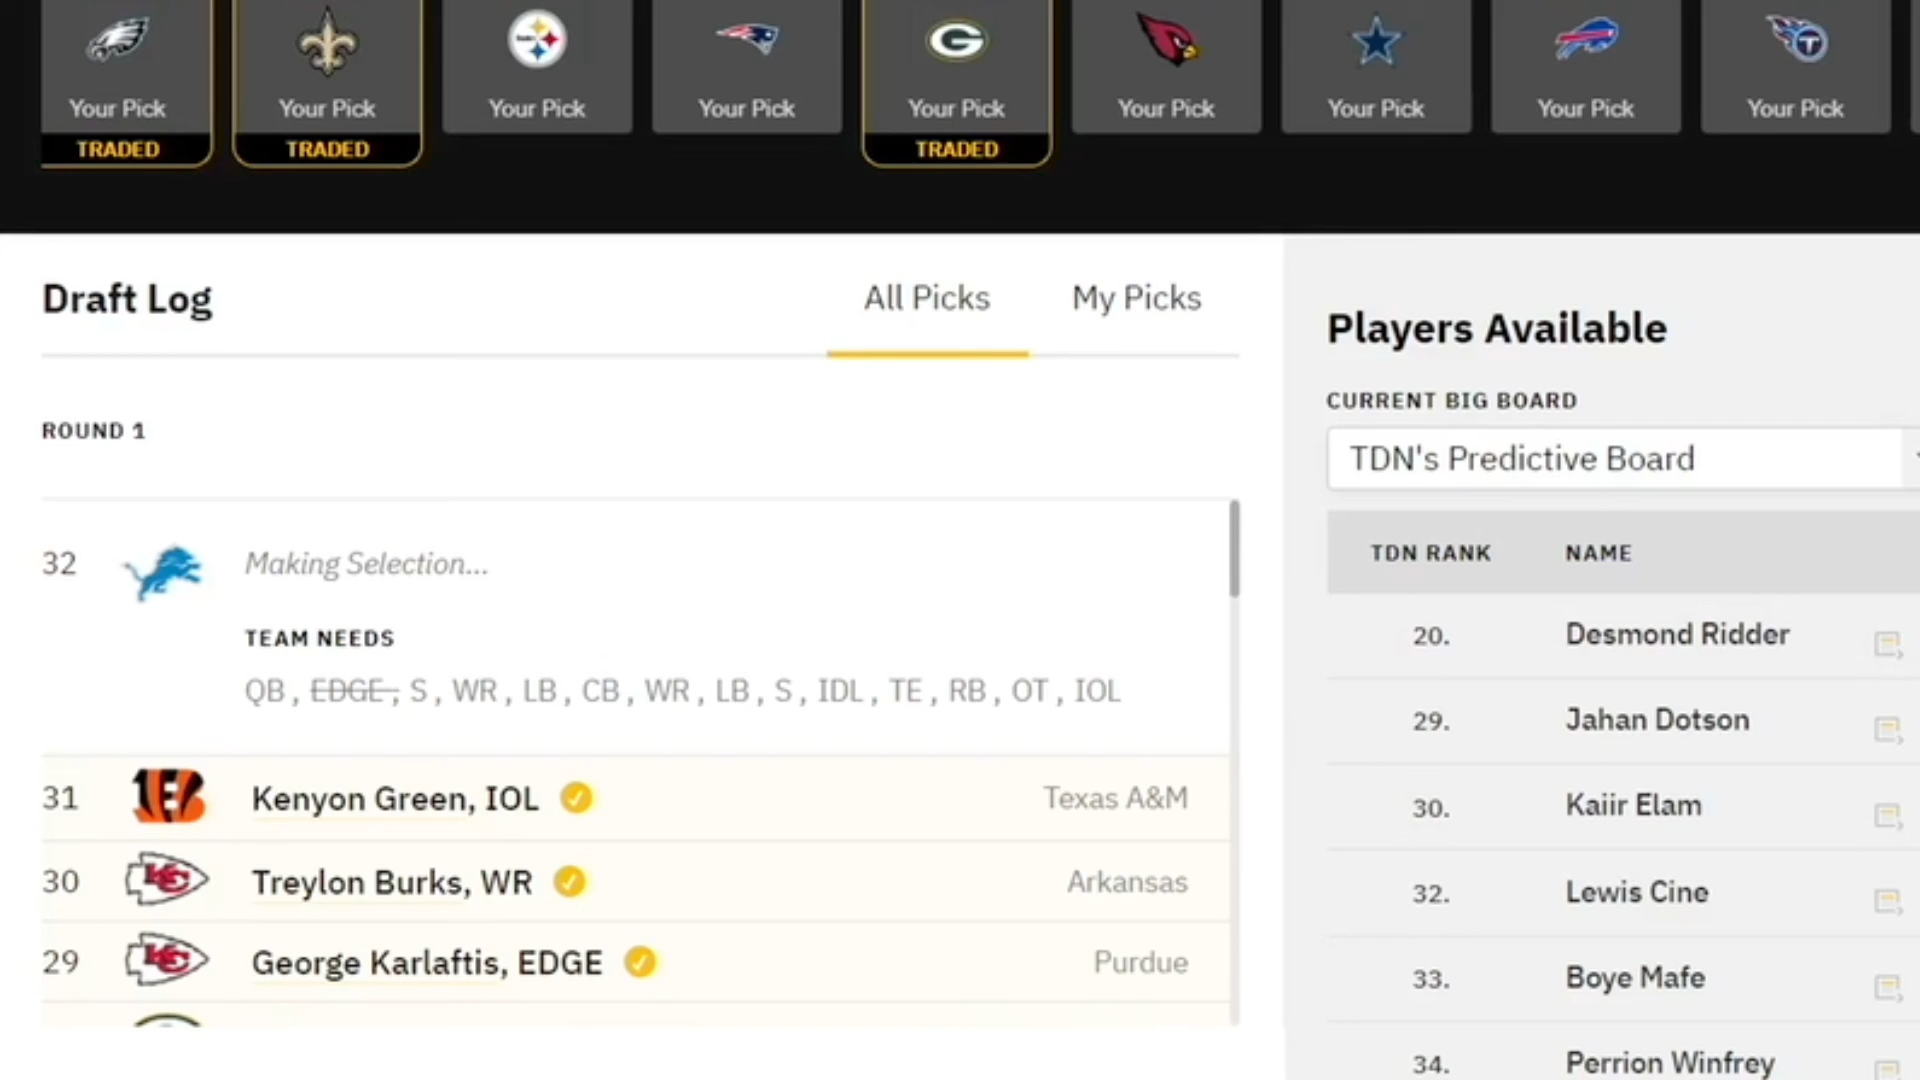 Your Pick Your Pick Your Pick Your Pick Your Pick Your Pick Your Pick Your Pick Your Pick
TRADED TRADED TRADED
Draft Log All Picks My Picks
Players Available
CURRENT BIG BOARD
ROUND 1
TDN's Predictive Board
TDN RANK NAME
32 Making Selection...
TEAM NEEDS
QB, EDGE, S, WR, LB, CB, WR, LB, S, IDL, TE, RB, OT, IOL
31 Kenyon Green, IOL Texas A&M
30 Treylon Burks, WR Arkansas
29 George Karlaftis, EDGE Purdue
20. Desmond Ridder
29. Jahan Dotson
30. Kaiir Elam
32. Lewis Cine
33. Boye Mafe
34. Perrion Winfrey